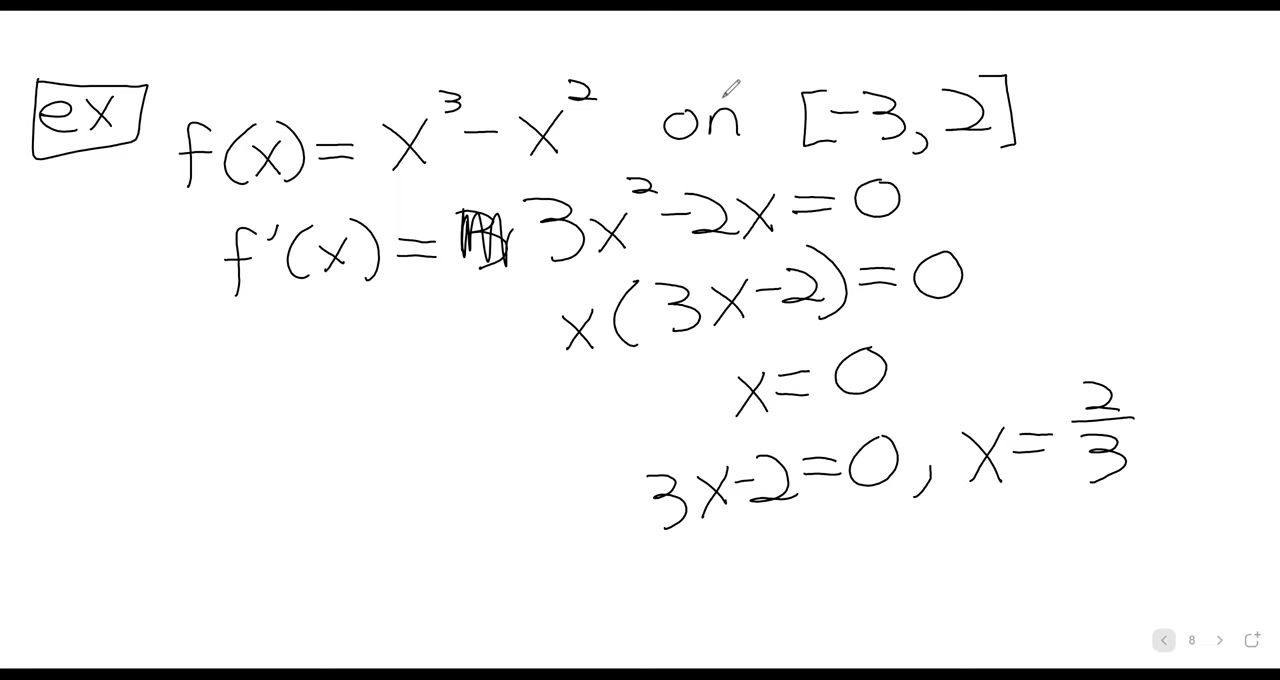 ex f(x) = x³ - x² on [-3, 2]
f'(x) = 3x² - 2x = 0
x(3x - 2) = 0
x = 0
3x - 2 = 0, x = 2/3
8